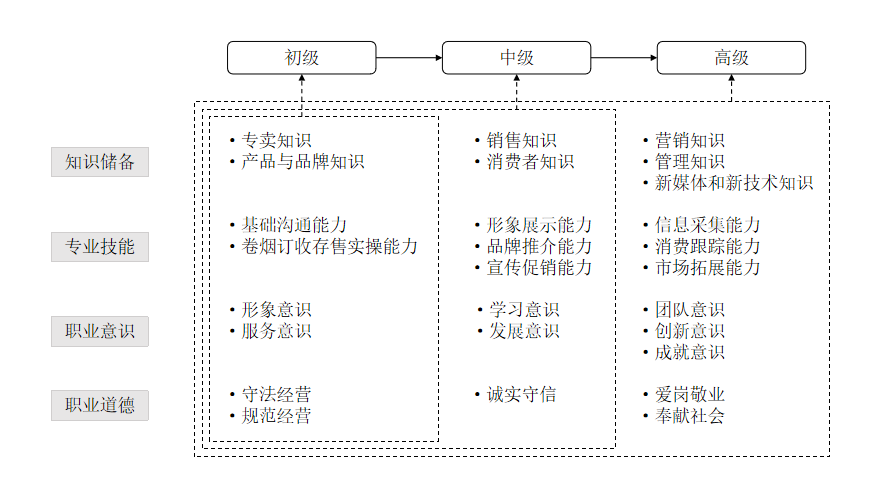 初级
中级
高级
知识储备
• 专卖知识
• 产品与品牌知识
• 销售知识
• 消费者知识
• 营销知识
• 管理知识
• 新媒体和新技术知识
专业技能
• 基础沟通能力
• 卷烟订收存售实操能力
• 形象展示能力
• 品牌推介能力
• 宣传促销能力
• 信息采集能力
• 消费跟踪能力
• 市场拓展能力
职业意识
• 形象意识
• 服务意识
• 学习意识
• 发展意识
• 团队意识
• 创新意识
• 成就意识
职业道德
• 守法经营
• 规范经营
• 诚实守信
• 爱岗敬业
• 奉献社会